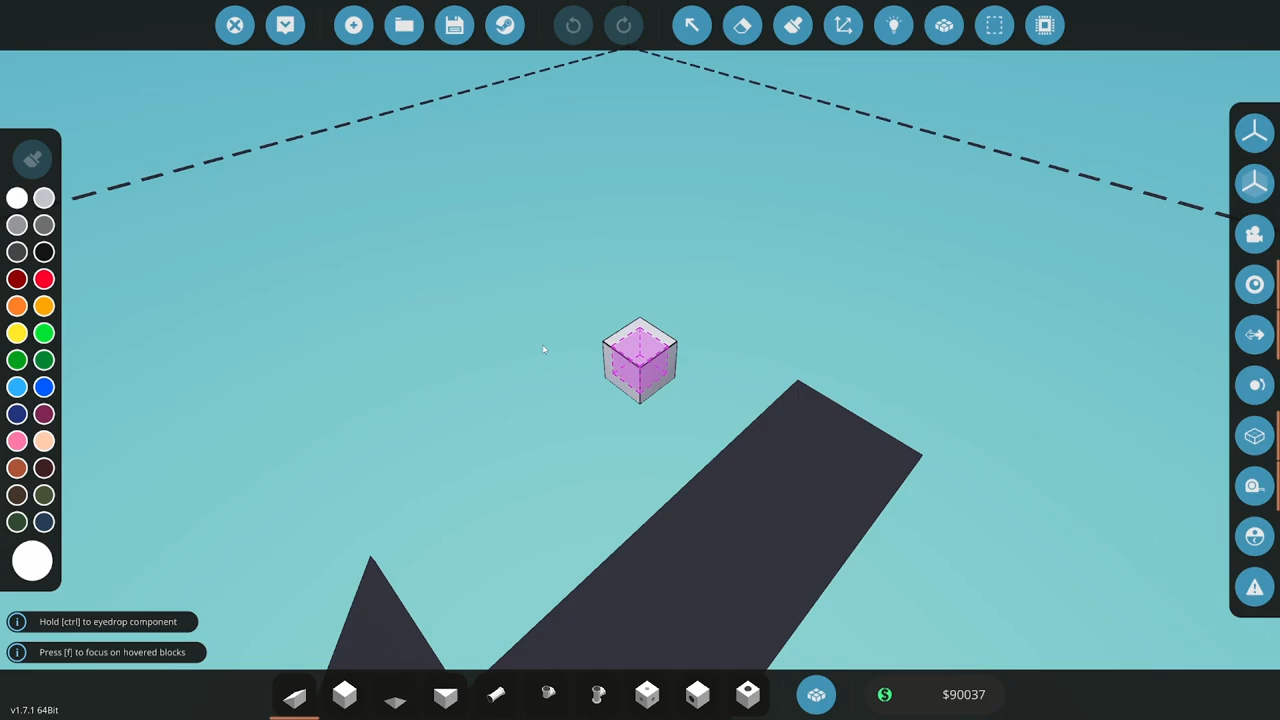 Hold [ctrl] to eyedrop component
Press [f] to focus on hovered blocks
$90037
v1.7.1 64Bit